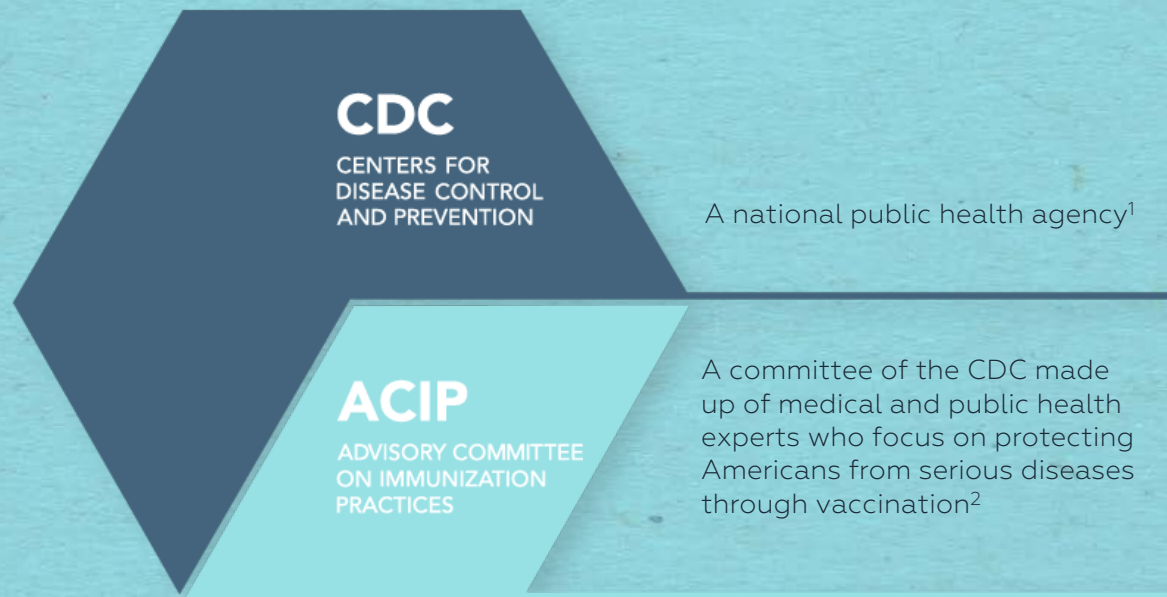 CDC
CENTERS FOR
DISEASE CONTROL
AND PREVENTION
A national public health agency¹
ACIP
ADVISORY COMMITTEE
ON IMMUNIZATION
PRACTICES
A committee of the CDC made
up of medical and public health
experts who focus on protecting
Americans from serious diseases
through vaccination²